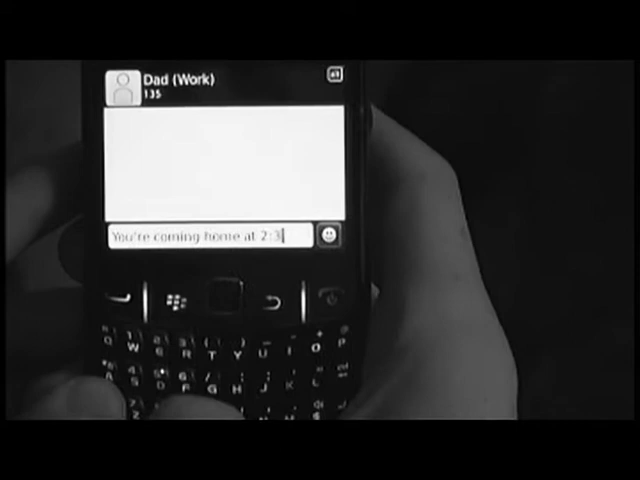 Dad (Work)
135
You're coming home at 2:3
Q W E R T Y U I O P
A S D F G H J K L
Z